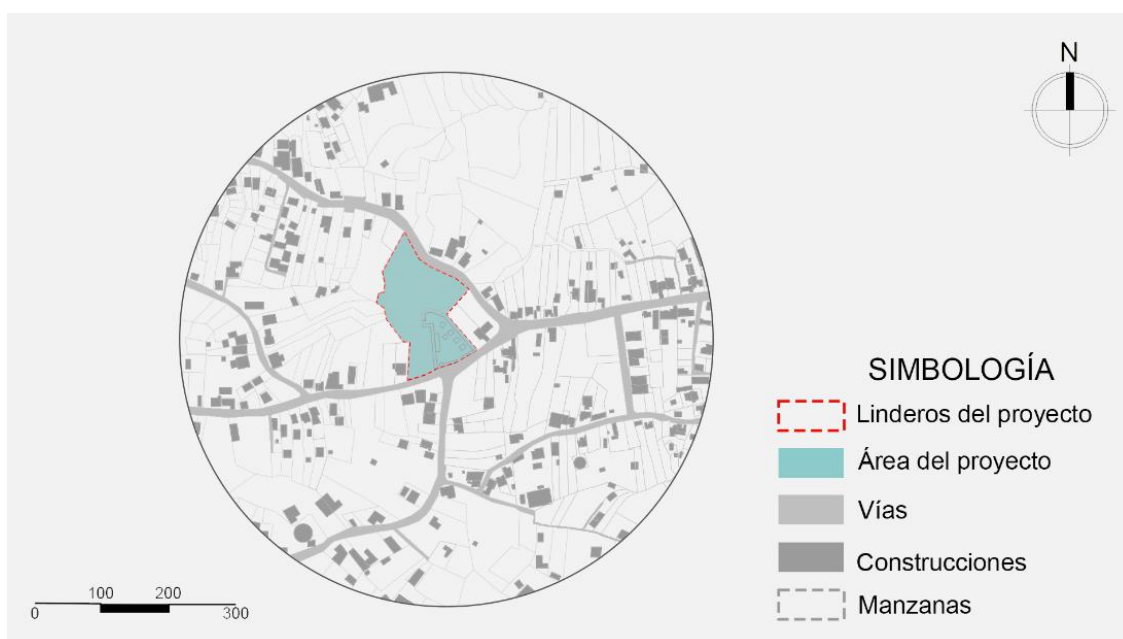 N
SIMBOLOGÍA
Linderos del proyecto
Área del proyecto
Vías
Construcciones
Manzanas
100 200
0 300